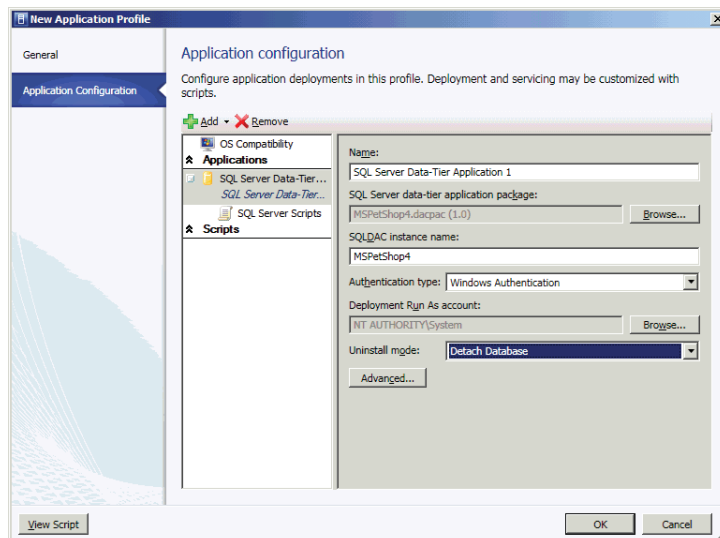 New Application Profile
General
Application Configuration
Application configuration
Configure application deployments in this profile. Deployment and servicing may be customized with
scripts.
Add
Remove
OS Compatibility
Applications
SQL Server Data-Tier...
SQL Server Data-Tier...
SQL Server Scripts
Scripts
Name:
SQL Server Data-Tier Application 1
SQL Server data-tier application package:
MSPetShop4.dacpac (1.0)
Browse...
SQLDAC instance name:
MSPetShop4
Authentication type:
Windows Authentication
Deployment Run As account:
NT AUTHORITY\System
Browse...
Uninstall mode:
Detach Database
Advanced...
View Script
OK
Cancel